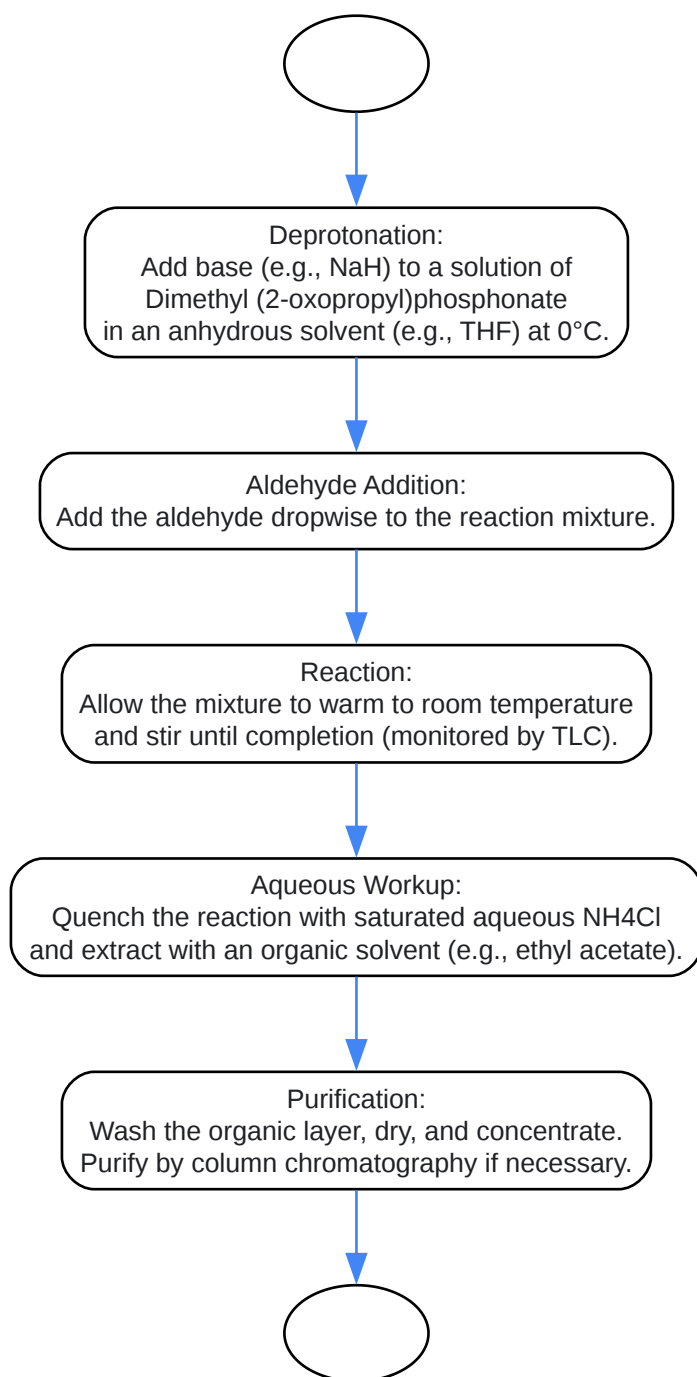 Deprotonation:
Add base (e.g., NaH) to a solution of
Dimethyl (2-oxopropyl)phosphonate
in an anhydrous solvent (e.g., THF) at 0°C.
Aldehyde Addition:
Add the aldehyde dropwise to the reaction mixture.
Reaction:
Allow the mixture to warm to room temperature
and stir until completion (monitored by TLC).
Aqueous Workup:
Quench the reaction with saturated aqueous NH4Cl
and extract with an organic solvent (e.g., ethyl acetate).
Purification:
Wash the organic layer, dry, and concentrate.
Purify by column chromatography if necessary.